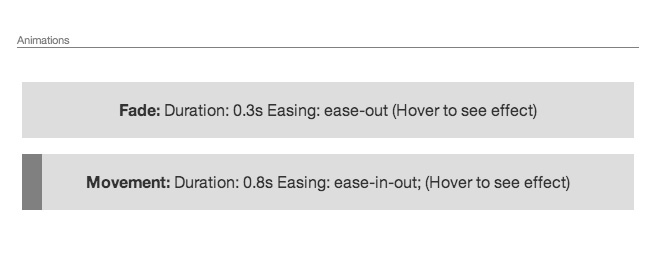 Animations
Fade: Duration: 0.3s Easing: ease-out (Hover to see effect)
Movement: Duration: 0.8s Easing: ease-in-out; (Hover to see effect)